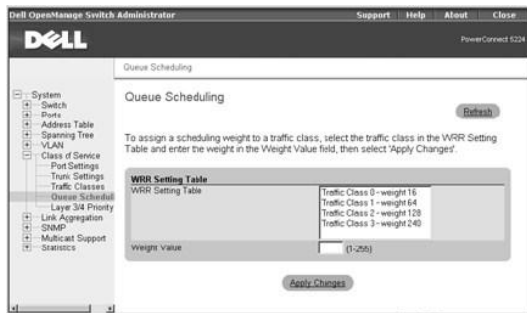 Dell OpenManage Switch Administrator
Support Help About Close
DELL
PowerConnect 5224
Queue Scheduling
System
Switch
Ports
Address Table
Spanning Tree
VLAN
Class of Service
Port Settings
Trunk Settings
Traffic Classes
Queue Schedul
Layer 3/4 Priority
Link Aggregation
SNMP
Multicast Support
Statistics
Queue Scheduling
Refresh
To assign a scheduling weight to a traffic class, select the traffic class in the WRR Setting
Table and enter the weight in the Weight Value field, then select 'Apply Changes'.
WRR Setting Table
WRR Setting Table
Traffic Class 0 - weight 16
Traffic Class 1 - weight 64
Traffic Class 2 - weight 128
Traffic Class 3 - weight 240
Weight Value (1-255)
Apply Changes